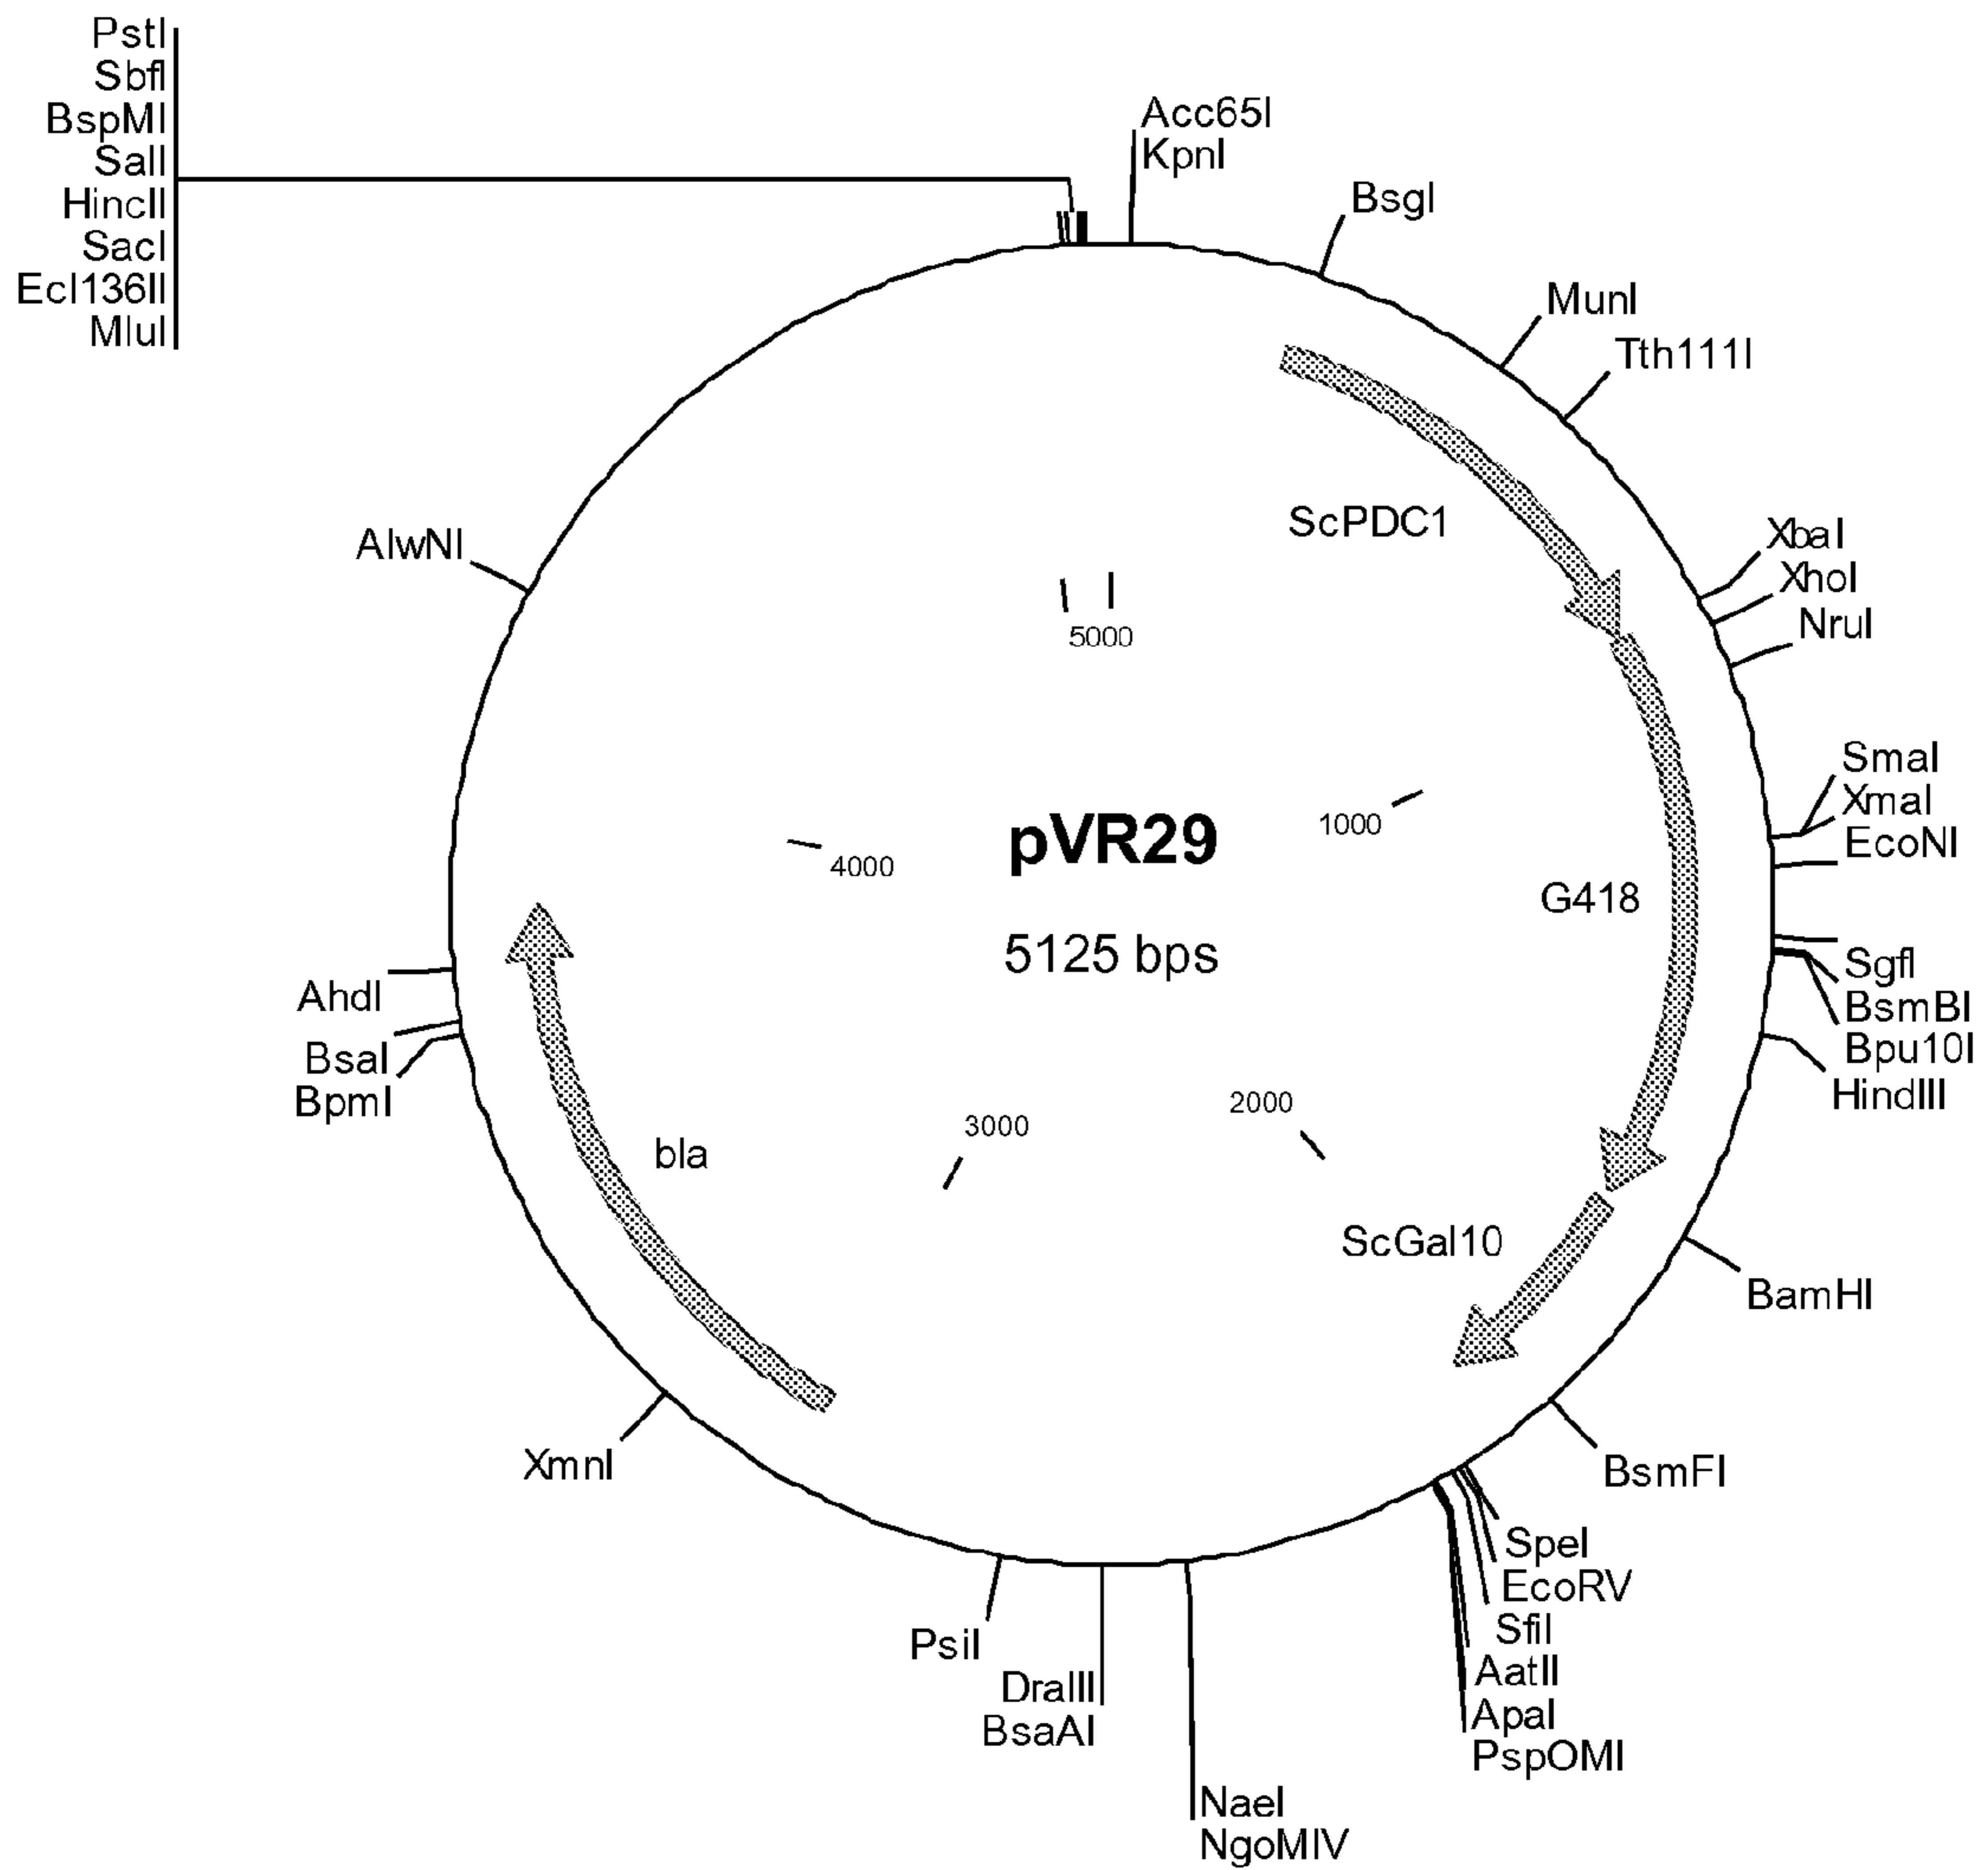 PstI
SbfI
BspMI
SalI
HincII
SacI
Ecl136II
MluI
Acc65I
KpnI
BsgI
MunI
Tth111I
XbaI
XhoI
NruI
SmaI
XmaI
EcoNI
SgfI
BsmBI
Bpu10I
HindIII
BamHI
BsmFI
SpeI
EcoRV
SfiI
AatII
ApaI
PspOMI
NaeI
NgoMIV
DraIII
BsaAI
PsiI
XmnI
BpmI
BsaI
AhdI
AlwNI
ScPDC1
G418
ScGal10
bla
5000
1000
2000
3000
4000
pVR29
5125 bps